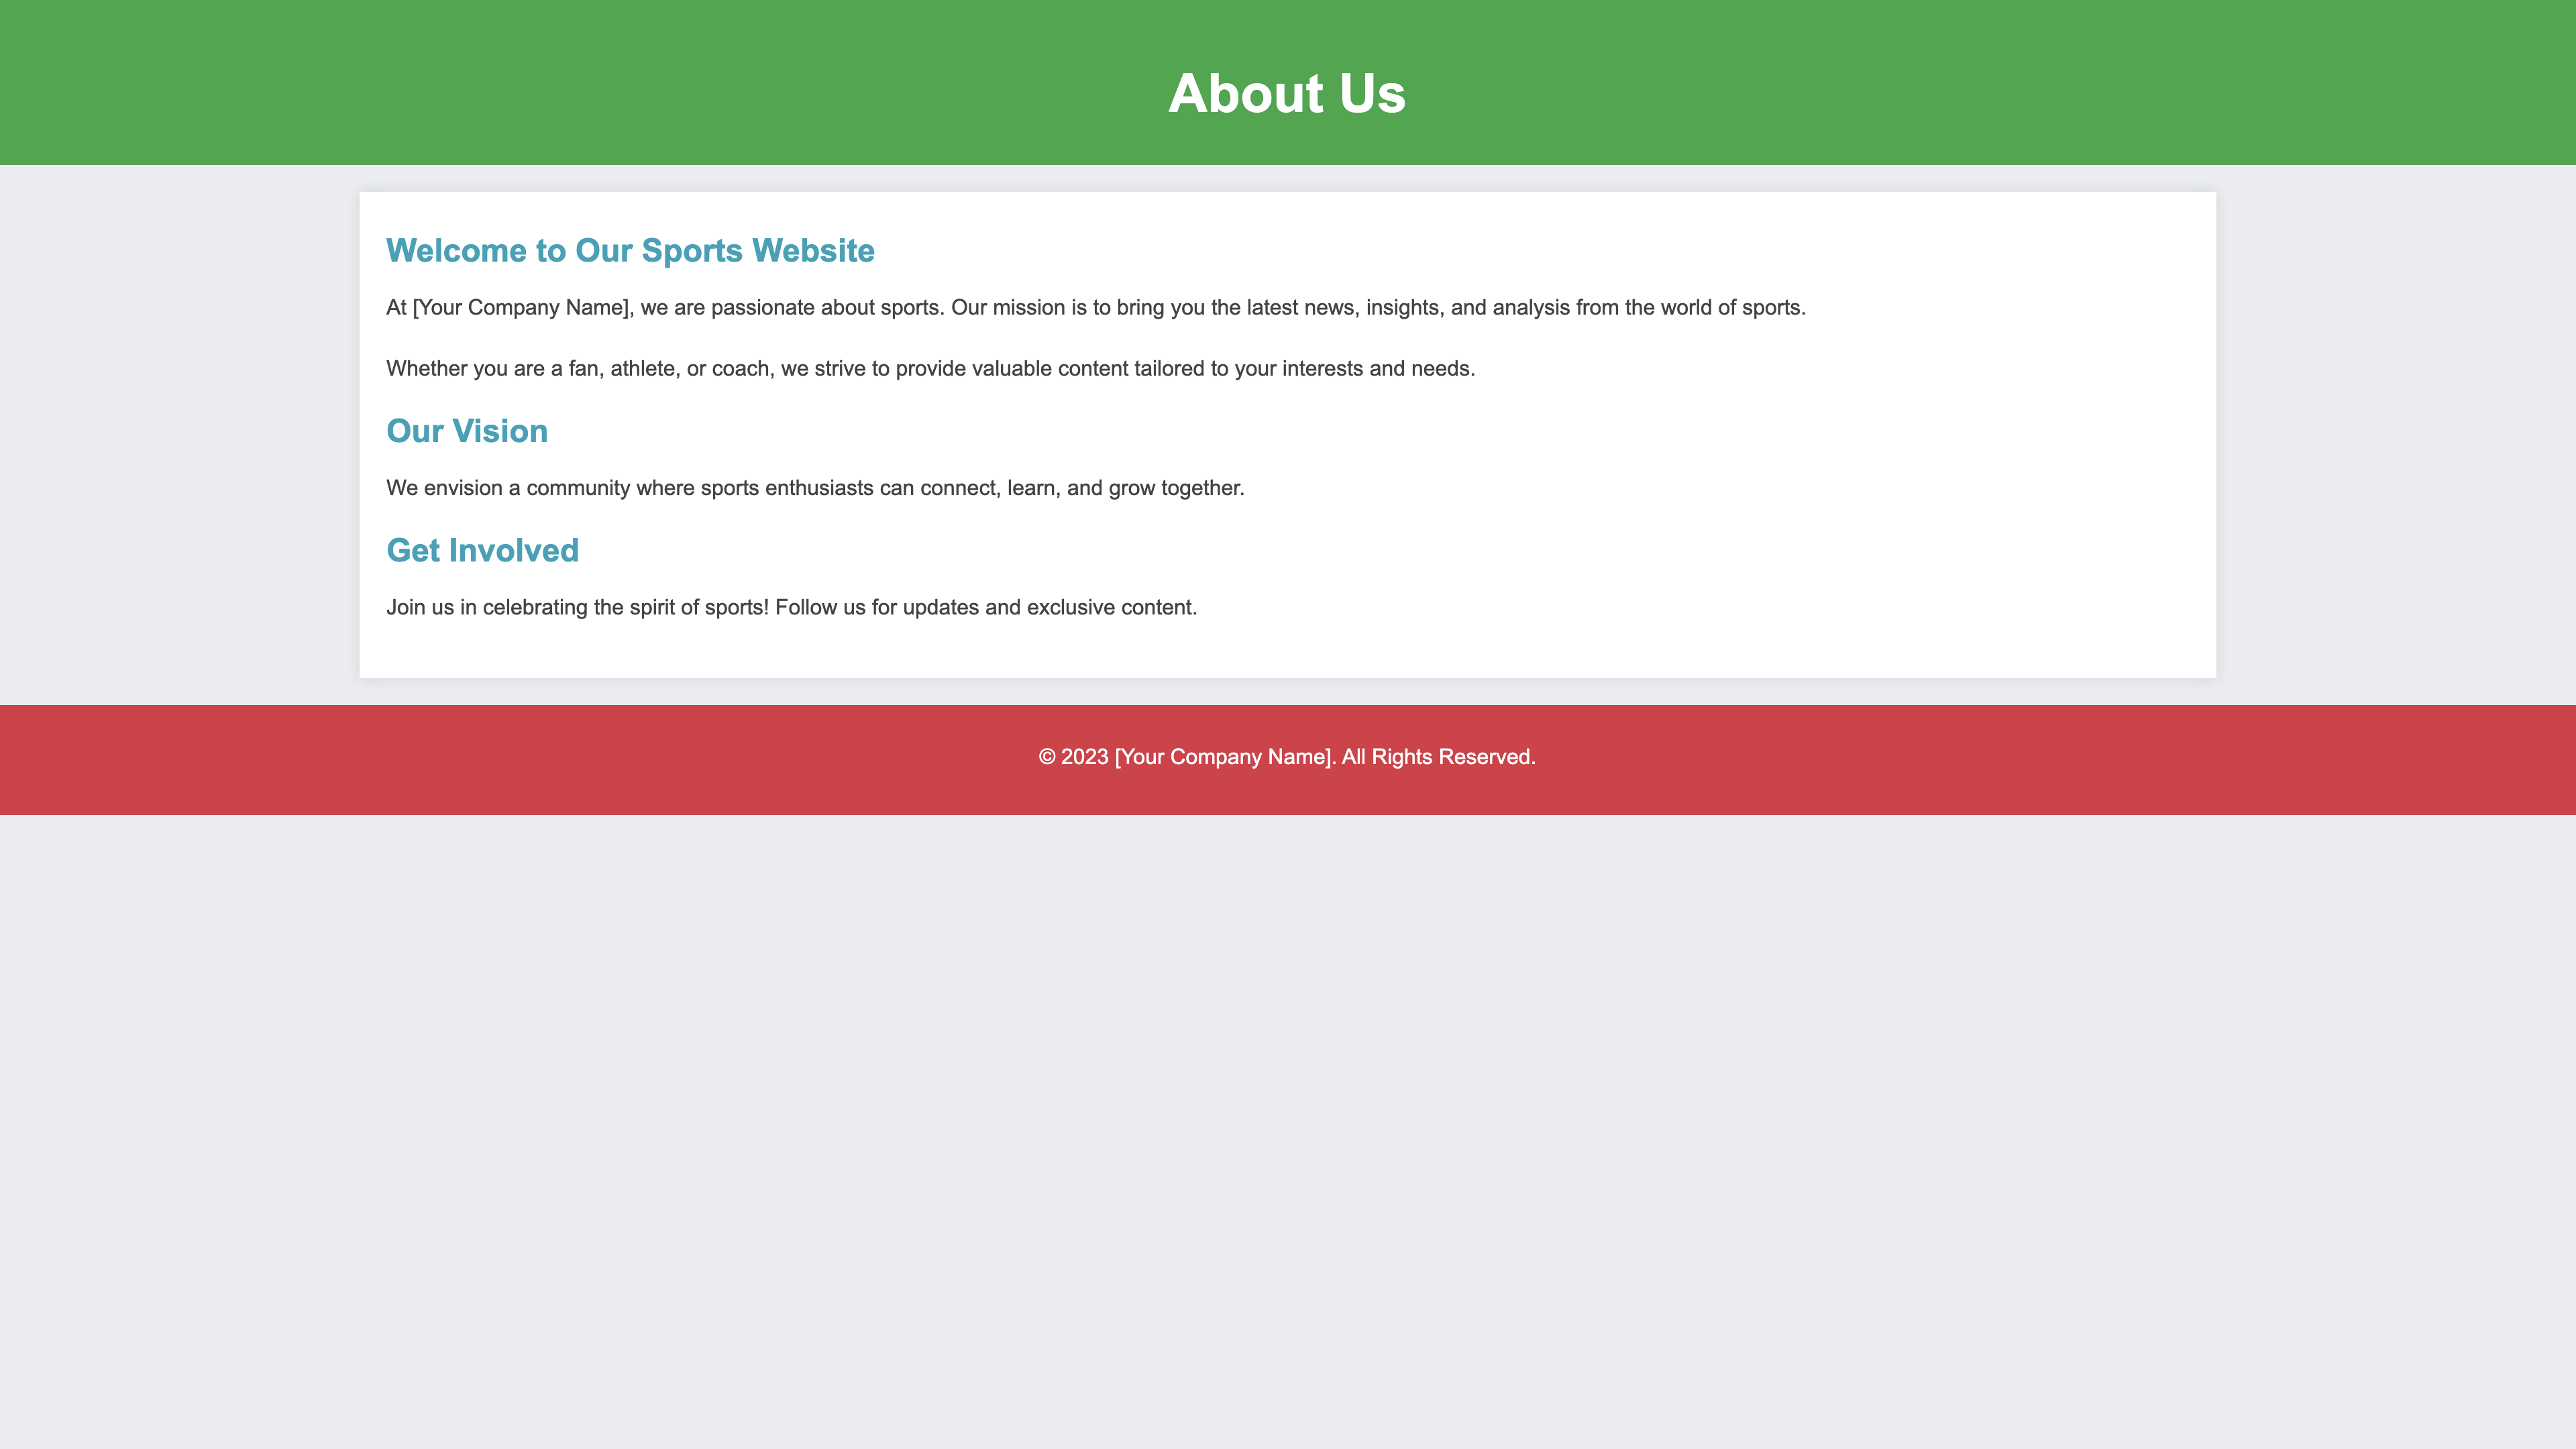 About Us
Welcome to Our Sports Website
At [Your Company Name], we are passionate about sports. Our mission is to bring you the latest news, insights, and analysis from the world of sports.
Whether you are a fan, athlete, or coach, we strive to provide valuable content tailored to your interests and needs.
Our Vision
We envision a community where sports enthusiasts can connect, learn, and grow together.
Get Involved
Join us in celebrating the spirit of sports! Follow us for updates and exclusive content.
© 2023 [Your Company Name]. All Rights Reserved.